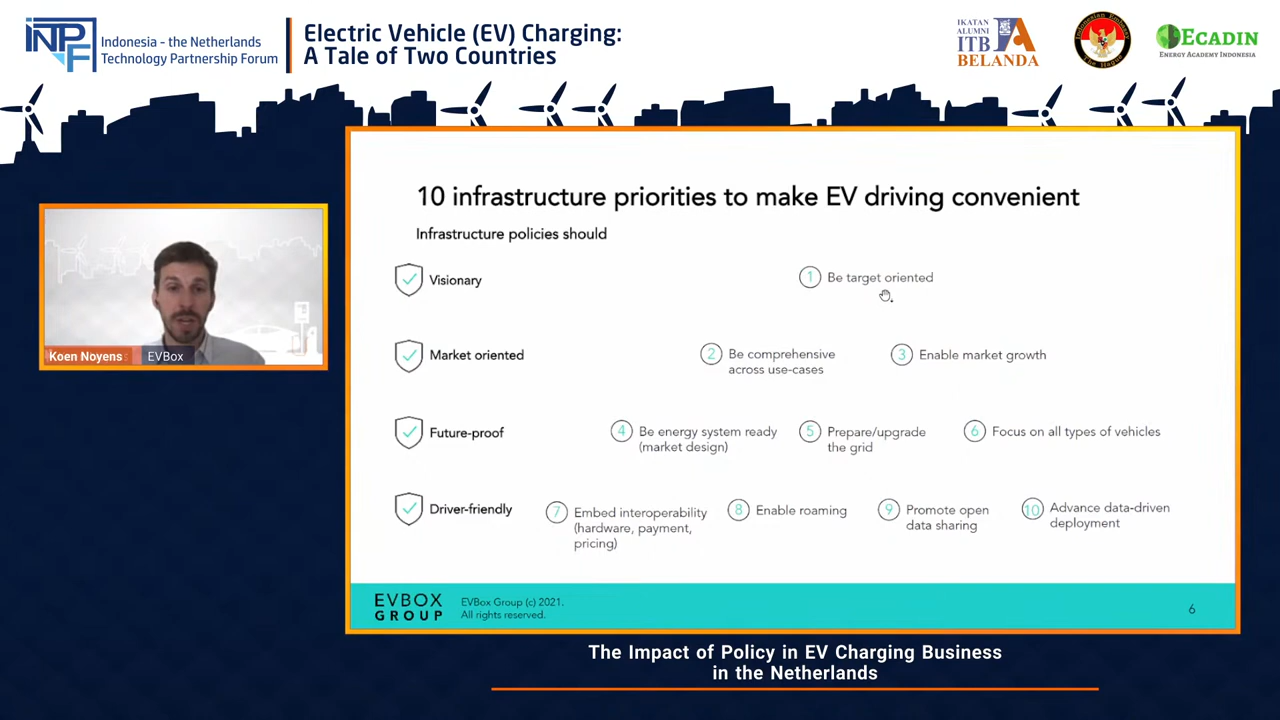 INPF
Indonesia - the Netherlands
Technology Partnership Forum
Electric Vehicle (EV) Charging:
A Tale of Two Countries
IKATAN
ALUMNI
ITB
BELANDA
Indonesian Embassy
The Hague
ECADIN
ENERGY ACADEMY INDONESIA
10 infrastructure priorities to make EV driving convenient
Infrastructure policies should
Visionary
1 Be target oriented
Market oriented
2 Be comprehensive
across use-cases
3 Enable market growth
Future-proof
4 Be energy system ready
(market design)
5 Prepare/upgrade
the grid
6 Focus on all types of vehicles
Driver-friendly
7 Embed interoperability
(hardware, payment,
pricing)
8 Enable roaming
9 Promote open
data sharing
10 Advance data-driven
deployment
EVBOX
GROUP
EVBox Group (c) 2021.
All rights reserved.
6
Koen Noyens
EVBox
The Impact of Policy in EV Charging Business
in the Netherlands